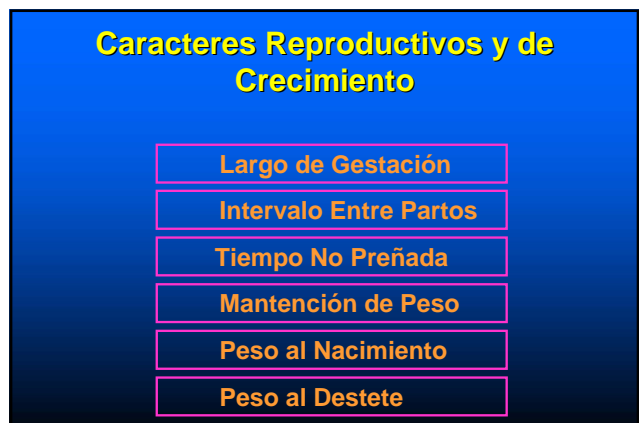 Caracteres Reproductivos y de
Crecimiento
Largo de Gestación
Intervalo Entre Partos
Tiempo No Preñada
Mantención de Peso
Peso al Nacimiento
Peso al Destete